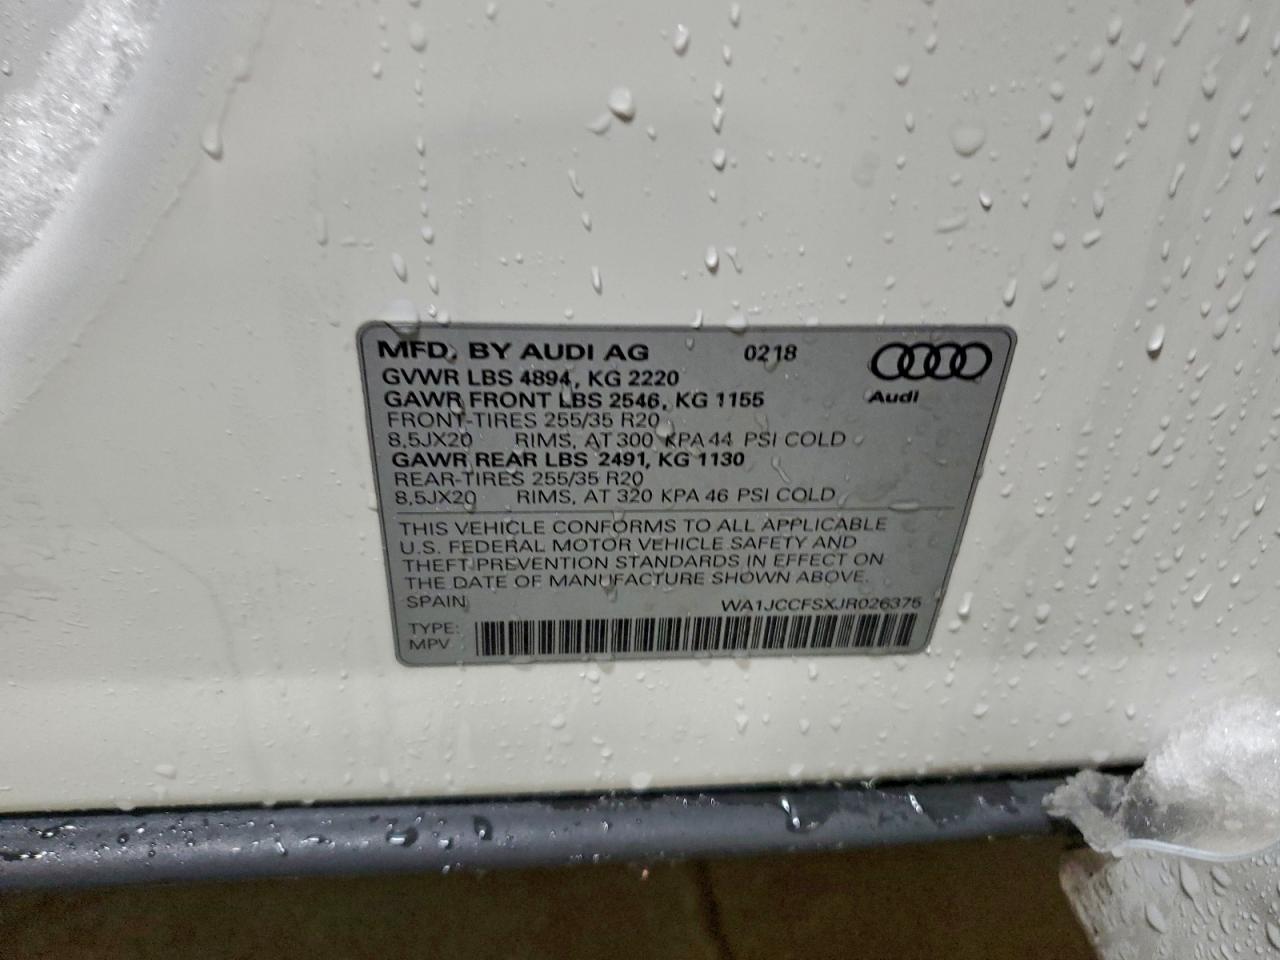 MFD. BY AUDI AG 0218
GVWR LBS 4894, KG 2220
GAWR FRONT LBS 2546, KG 1155
Audi
FRONT-TIRES 255/35 R20
8,5JX20 RIMS, AT 300 KPA 44 PSI COLD
GAWR REAR LBS 2491, KG 1130
REAR-TIRES 255/35 R20
8,5JX20 RIMS, AT 320 KPA 46 PSI COLD
THIS VEHICLE CONFORMS TO ALL APPLICABLE
U.S. FEDERAL MOTOR VEHICLE SAFETY AND
THEFT PREVENTION STANDARDS IN EFFECT ON
THE DATE OF MANUFACTURE SHOWN ABOVE.
SPAIN WA1JCCFSXJR026375
TYPE:
MPV